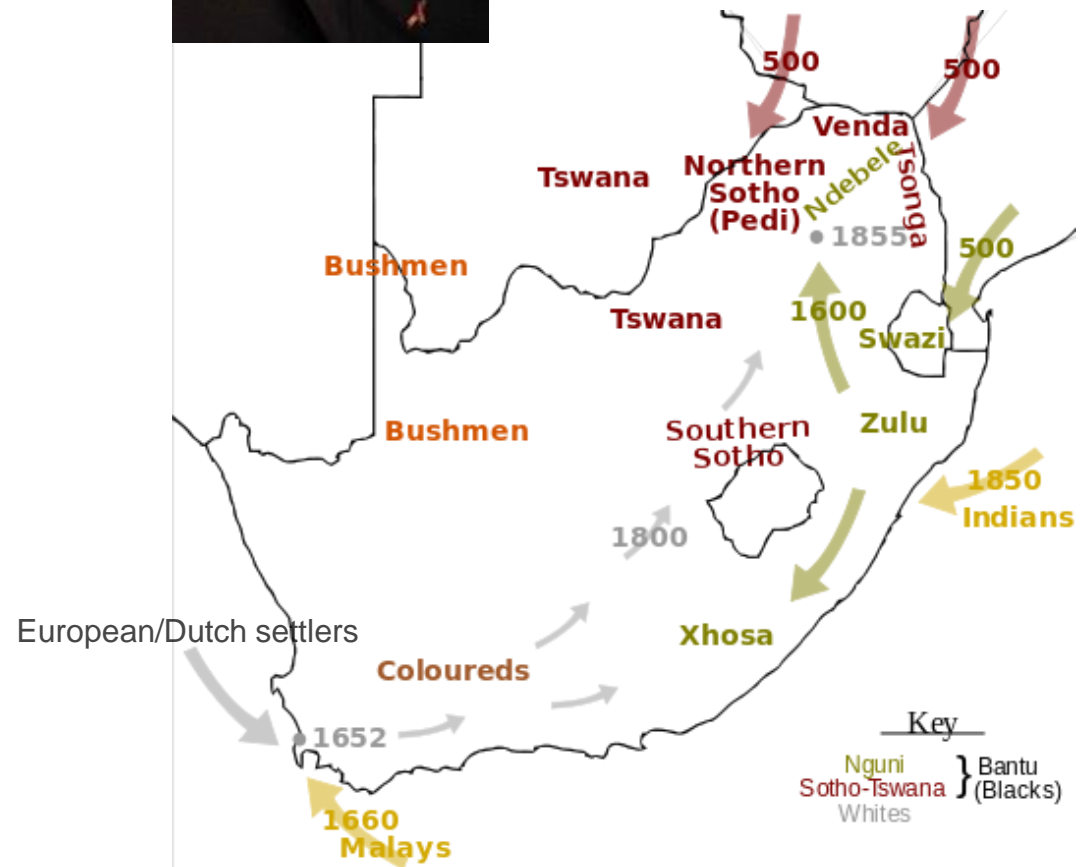 500
500
Venda
Northern
Sotho
(Pedi)
Ndebele
Tsonga
Tswana
1855
500
Bushmen
1600
Tswana
Swazi
Bushmen
Southern
Sotho
Zulu
1850
Indians
1800
European/Dutch settlers
Xhosa
Coloureds
1652
Key
Nguni
Sotho-Tswana
Whites
} Bantu
(Blacks)
1660
Malays